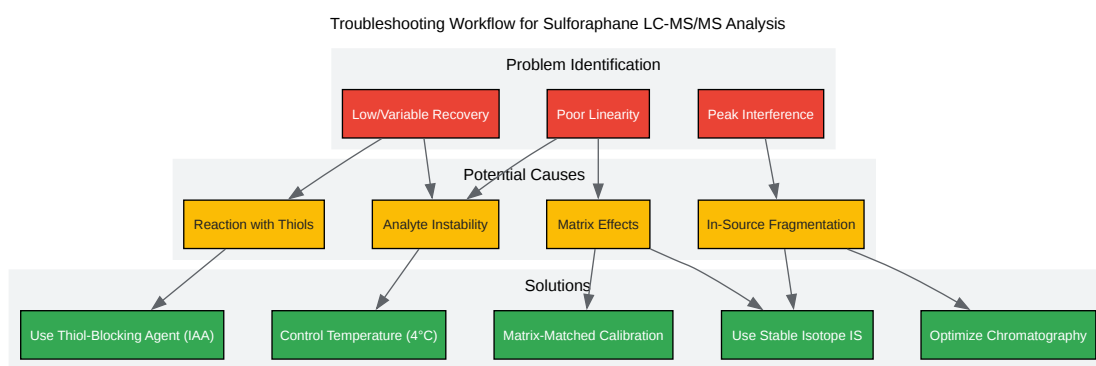 Troubleshooting Workflow for Sulforaphane LC-MS/MS Analysis
Problem Identification
Low/Variable Recovery
Poor Linearity
Peak Interference
Potential Causes
Reaction with Thiols
Analyte Instability
Matrix Effects
In-Source Fragmentation
Solutions
Use Thiol-Blocking Agent (IAA)
Control Temperature (4°C)
Matrix-Matched Calibration
Use Stable Isotope IS
Optimize Chromatography